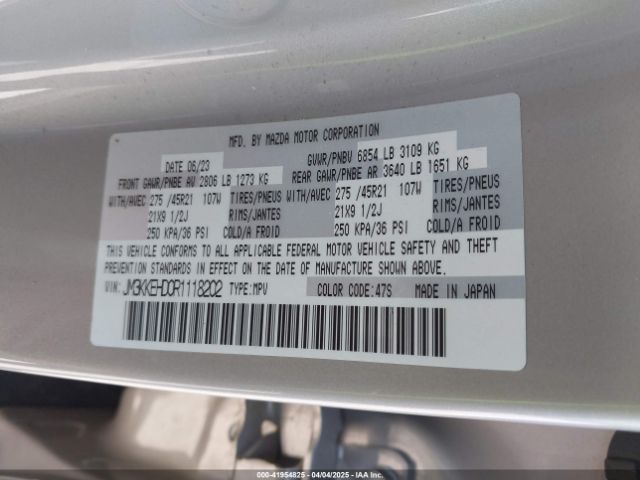 MFD. BY MAZDA MOTOR CORPORATION
DATE 06/23 GVWR/PNBV 6854 LB 3109 KG
FRONT GAWR/PNBE AV 2806 LB 1273 KG REAR GAWR/PNBE AR 3640 LB 1651 KG
WITH/AVEC 275 /45R21 107W TIRES/PNEUS WITH/AVEC 275 /45R21 107W TIRES/PNEUS
21X9 1/2J RIMS/JANTES 21X9 1/2J RIMS/JANTES
250 KPA/36 PSI COLD/A FROID 250 KPA/36 PSI COLD/A FROID
THIS VEHICLE CONFORMS TO ALL APPLICABLE FEDERAL MOTOR VEHICLE SAFETY AND THEFT
PREVENTION STANDARDS IN EFFECT ON THE DATE OF MANUFACTURE SHOWN ABOVE.
VIN: JM3KKEHD0R1118202 TYPE:MPV COLOR CODE:47S MADE IN JAPAN
000-41954825 - 04/04/2025 - IAAI.COM